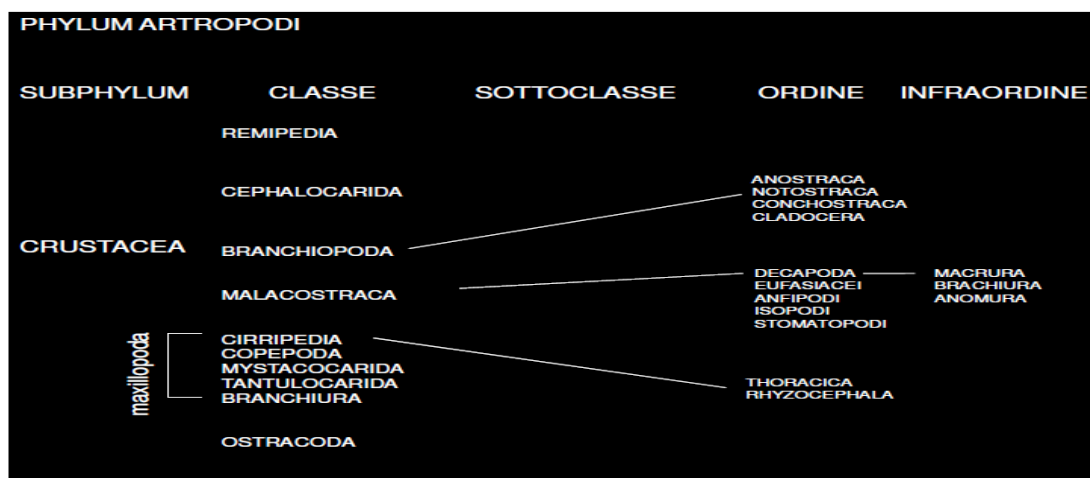 PHYLUM ARTROPODI
SUBPHYLUM CLASSE SOTTOCLASSE ORDINE INFRAORDINE
REMIPEDIA
CEPHALOCARIDA
ANOSTRACA
NOTOSTRACA
CONCHOSTRACA
CLADOCERA
CRUSTACEA
BRANCHIOPODA
MALACOSTRACA
DECAPODA
EUFASIACEI
ANFIPODI
ISOPODI
STOMATOPODI
MACRURA
BRACHIURA
ANOMURA
maxillopoda
CIRRIPEDIA
COPEPODA
MYSTACOCARIDA
TANTULOCARIDA
BRANCHIURA
THORACICA
RHYZOCEPHALA
OSTRACODA